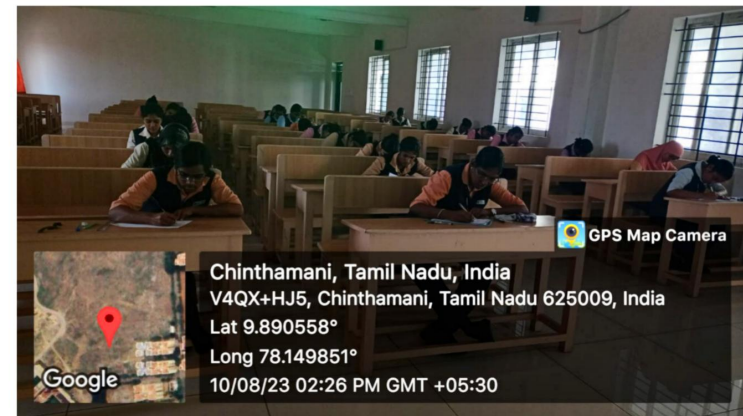 GPS Map Camera
Chinthamani, Tamil Nadu, India
V4QX+HJ5, Chinthamani, Tamil Nadu 625009, India
Lat 9.890558°
Long 78.149851°
10/08/23 02:26 PM GMT +05:30
Google